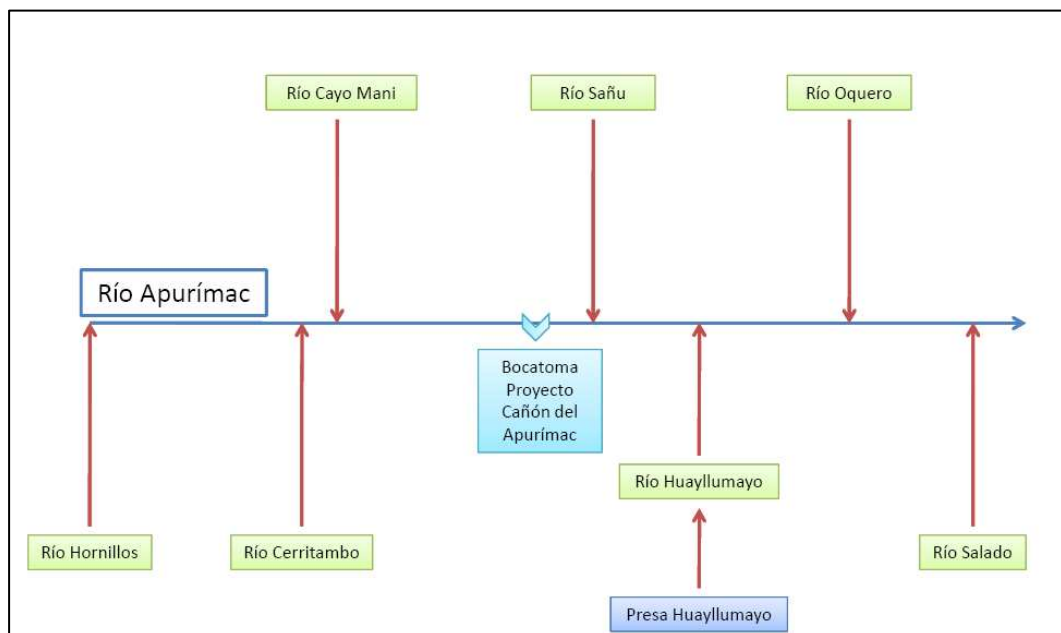 Río Cayo Mani
Río Sañu
Río Oquero
Río Apurímac
Bocatoma
Proyecto
Cañón del
Apurímac
Río Huayllumayo
Río Hornillos
Río Cerritambo
Río Salado
Presa Huayllumayo